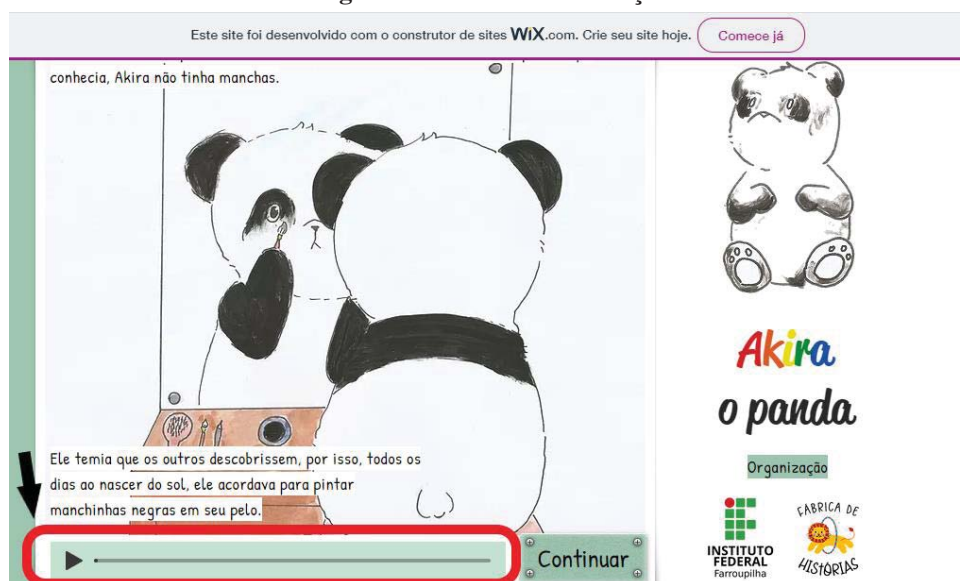 Este site foi desenvolvido com o construtor de sites WiX.com. Crie seu site hoje.
Comece já
conhecia, Akira não tinha manchas.
Ele temia que os outros descobrissem, por isso, todos os
dias ao nascer do sol, ele acordava para pintar
manchinhas negras em seu pelo.
Continuar
Akira
o panda
Organização
INSTITUTO
FEDERAL
Farroupilha
FABRICA DE
HISTÓRIAS